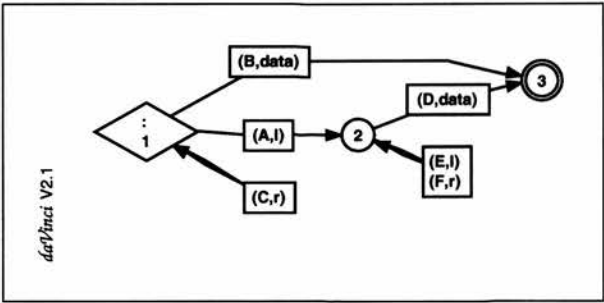 (B,data)
3
(D,data)
:
1
(A,l)
2
(E,l)
(F,r)
(C,r)
daVinci V2.1